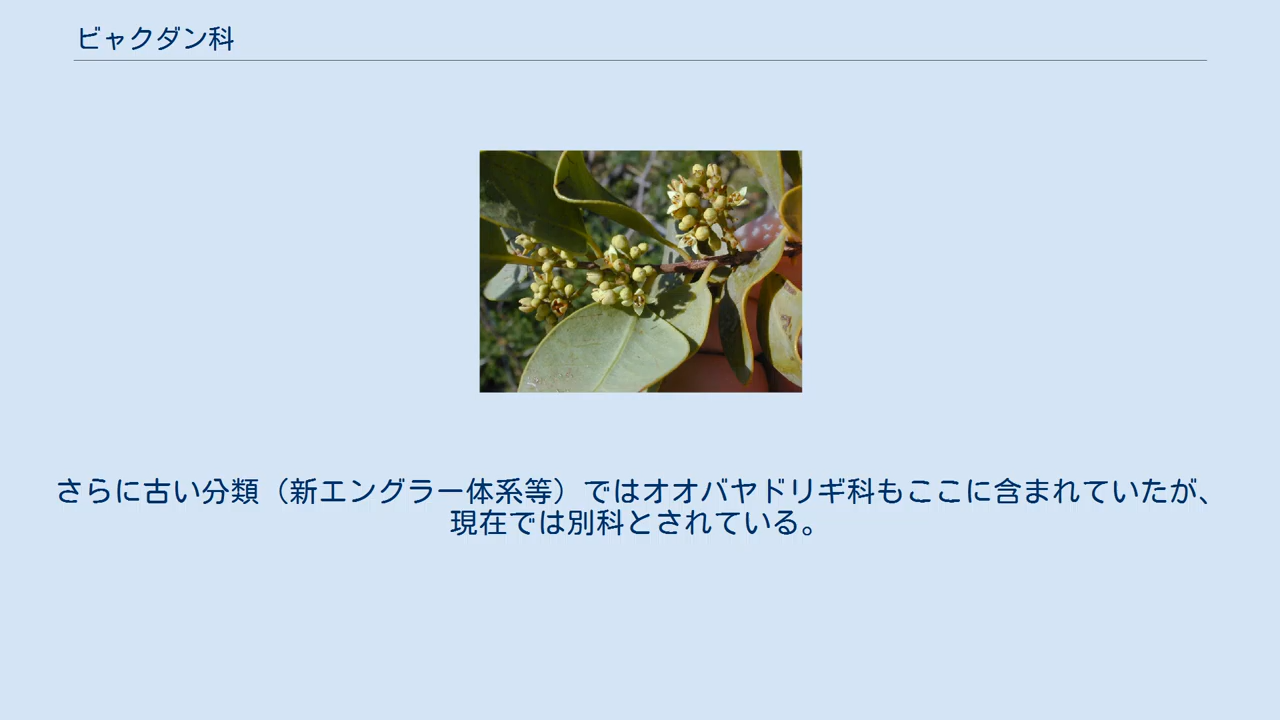 ビャクダン科
さらに古い分類（新エングラー体系等）ではオオバヤドリギ科もここに含まれていたが、
現在では別科とされている。